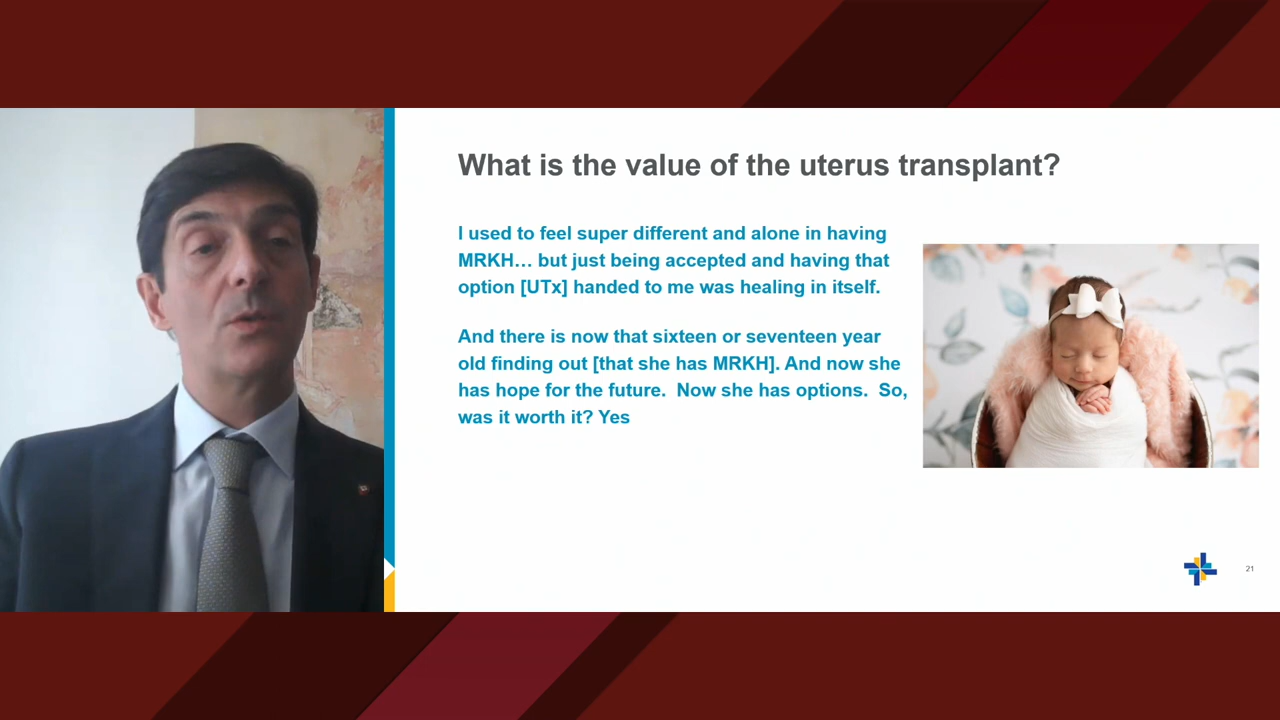 What is the value of the uterus transplant?
I used to feel super different and alone in having
MRKH… but just being accepted and having that
option [UTx] handed to me was healing in itself.
And there is now that sixteen or seventeen year
old finding out [that she has MRKH]. And now she
has hope for the future.  Now she has options.  So,
was it worth it? Yes
21